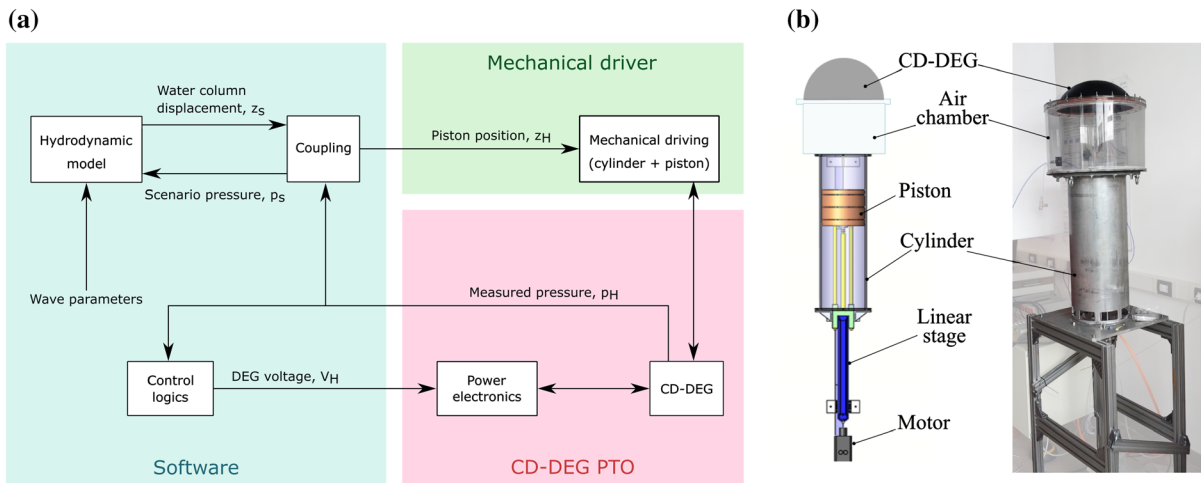 (a)
Mechanical driver
Water column
displacement, zS
Hydrodynamic
model
Coupling
Piston position, zH
Mechanical driving
(cylinder + piston)
Scenario pressure, pS
Wave parameters
Measured pressure, pH
Control
logics
DEG voltage, VH
Power
electronics
CD-DEG
Software
CD-DEG PTO
(b)
CD-DEG
Air
chamber
Piston
Cylinder
Linear
stage
Motor